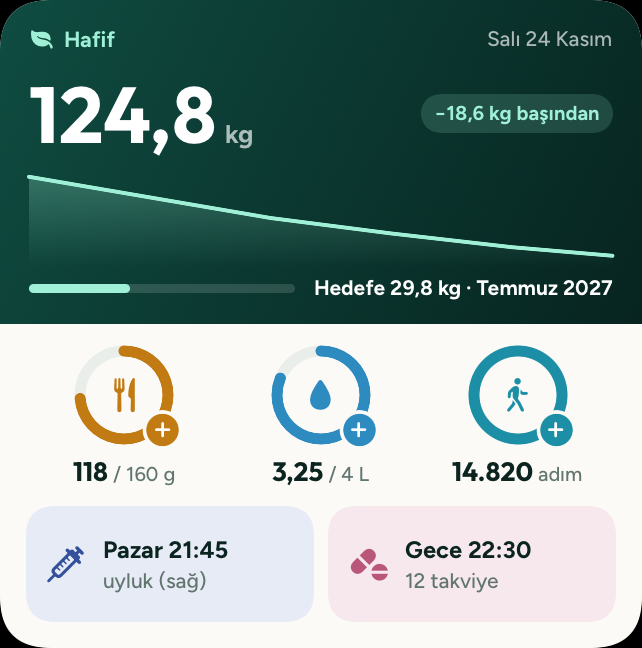 Hafif
Salı 24 Kasım
124,8 kg
−18,6 kg başından
Hedefe 29,8 kg · Temmuz 2027
118 / 160 g
3,25 / 4 L
14.820 adım
Pazar 21:45
uyluk (sağ)
Gece 22:30
12 takviye